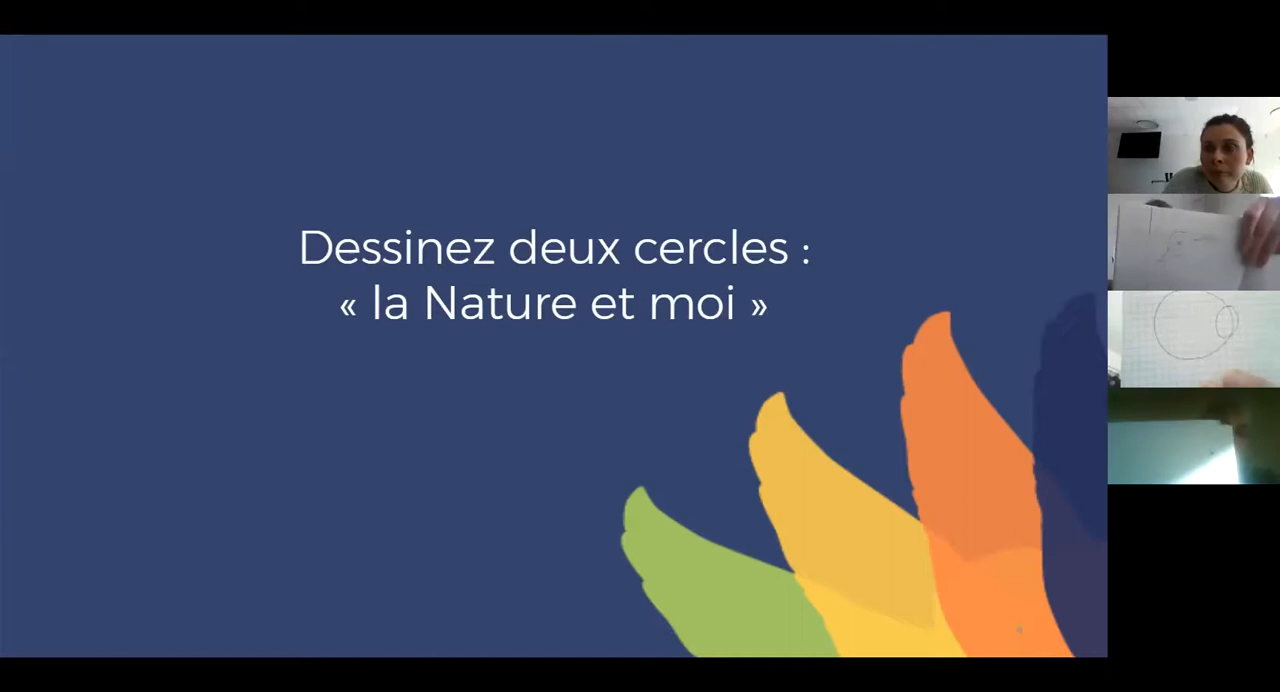 Dessinez deux cercles :
« la Nature et moi »